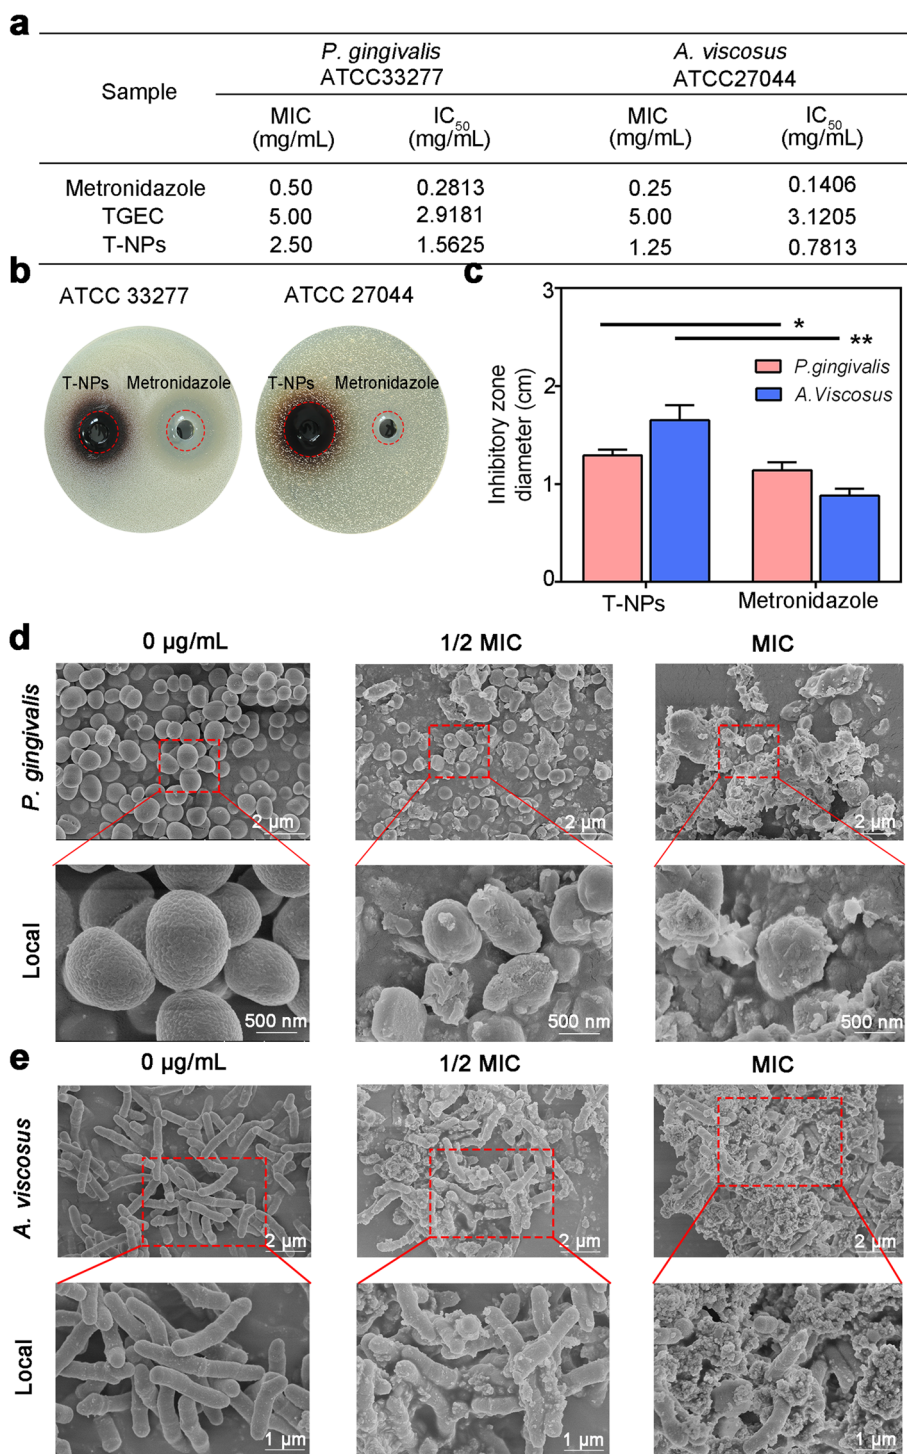 a
Sample
P. gingivalis
ATCC33277
A. viscosus
ATCC27044
MIC
(mg/mL)
IC50
(mg/mL)
MIC
(mg/mL)
IC50
(mg/mL)
Metronidazole 0.50 0.2813 0.25 0.1406
TGEC 5.00 2.9181 5.00 3.1205
T-NPs 2.50 1.5625 1.25 0.7813
b
ATCC 33277
ATCC 27044
T-NPs
Metronidazole
T-NPs
Metronidazole
c
Inhibitory zone
diameter (cm)
3
2
1
0
*
**
P.gingivalis
A.Viscosus
T-NPs
Metronidazole
d
0 µg/mL
1/2 MIC
MIC
P. gingivalis
2 µm
2 µm
2 µm
Local
500 nm
500 nm
500 nm
e
0 µg/mL
1/2 MIC
MIC
A. viscosus
2 µm
2 µm
2 µm
Local
1 µm
1 µm
1 µm